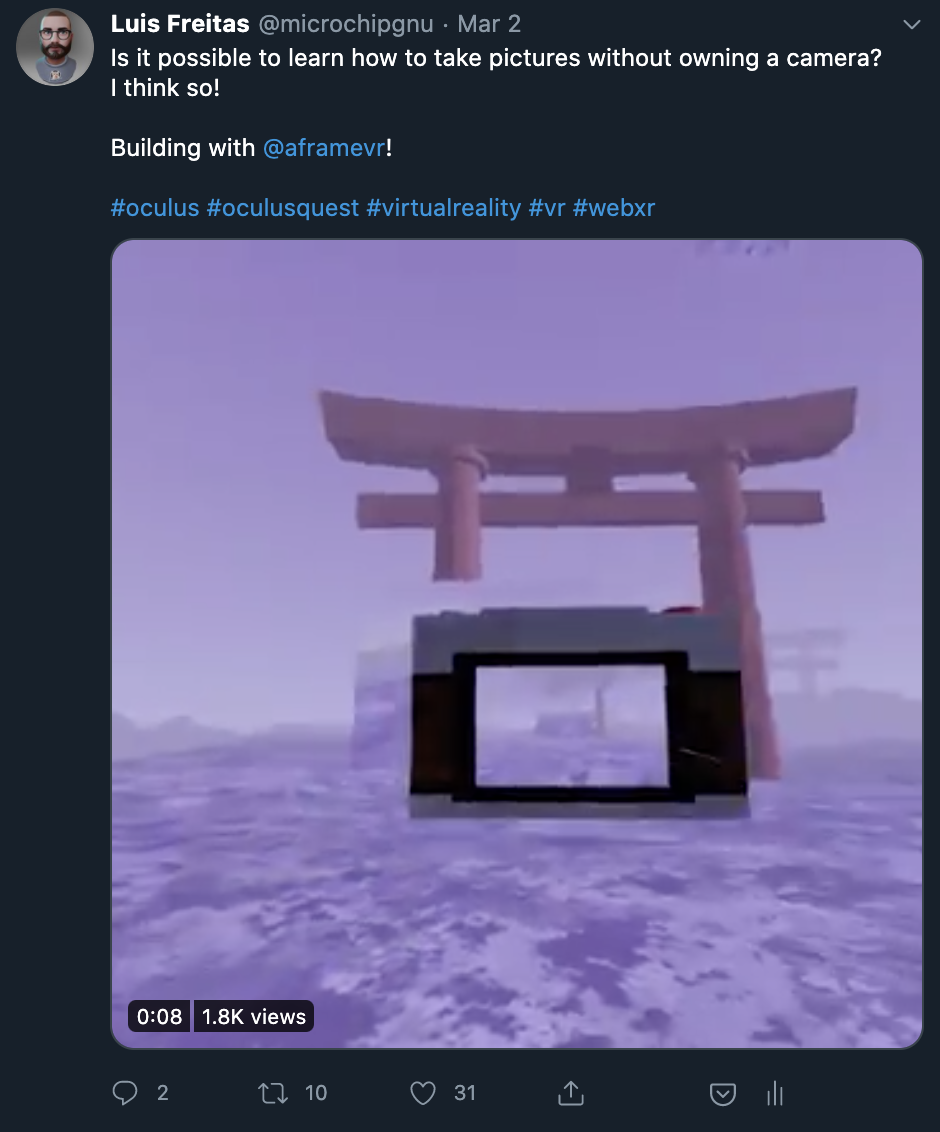 Luis Freitas @microchipgnu · Mar 2
Is it possible to learn how to take pictures without owning a camera?
I think so!
Building with @aframevr!
#oculus #oculusquest #virtualreality #vr #webxr
0:08 1.8K views
2 10 31